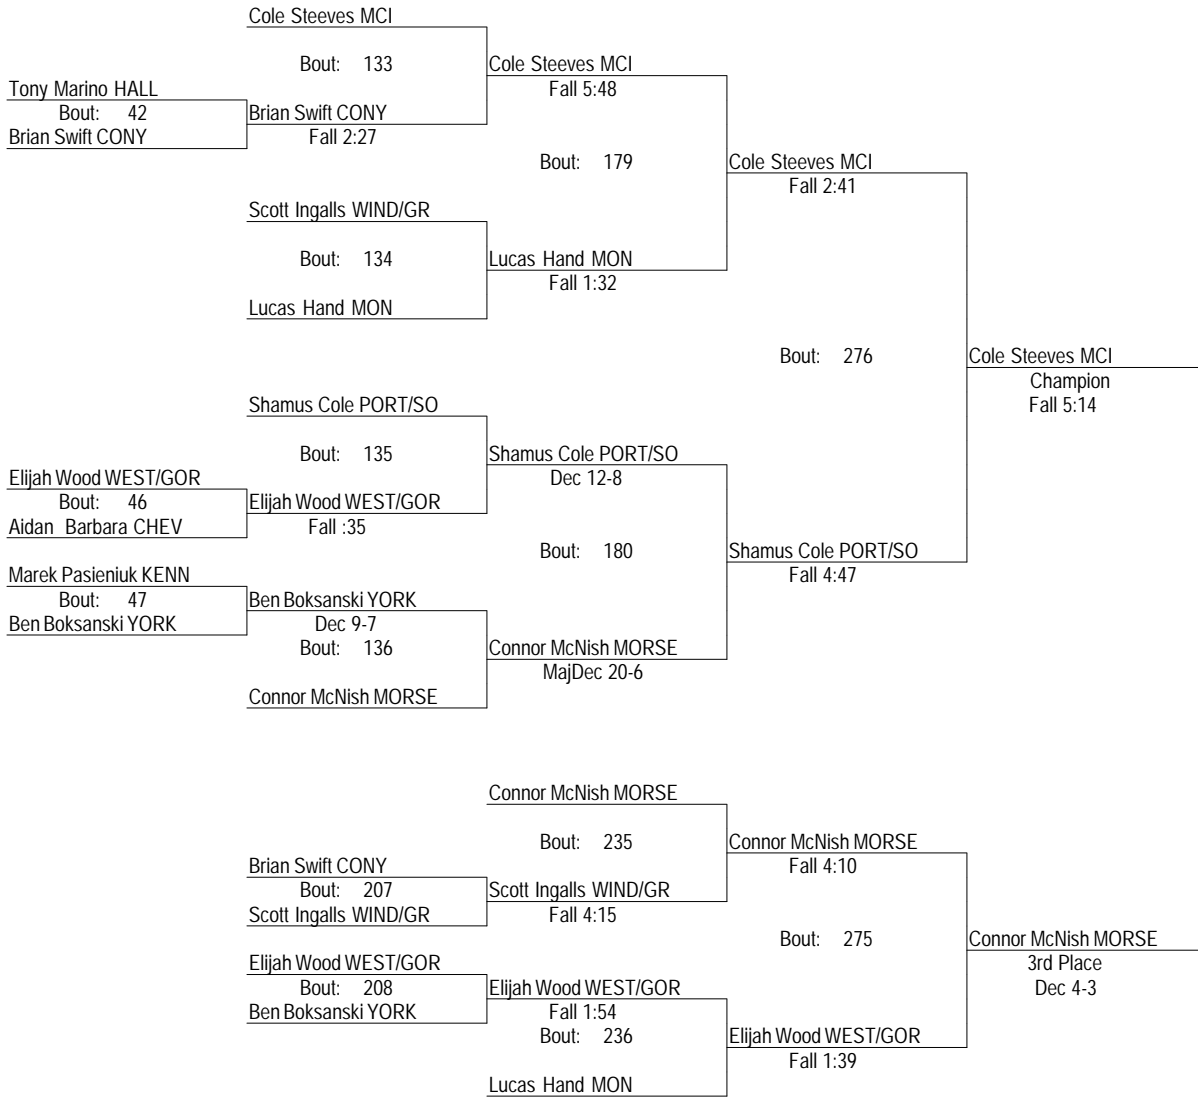 Cole Steeves MCI
Bout: 133
Cole Steeves MCI
Fall 5:48
Tony Marino HALL
Bout: 42
Brian Swift CONY
Brian Swift CONY
Fall 2:27
Bout: 179
Cole Steeves MCI
Fall 2:41
Scott Ingalls WIND/GR
Bout: 134
Lucas Hand MON
Fall 1:32
Lucas Hand MON
Bout: 276
Cole Steeves MCI
Champion
Fall 5:14
Shamus Cole PORT/SO
Bout: 135
Shamus Cole PORT/SO
Dec 12-8
Elijah Wood WEST/GOR
Bout: 46
Aidan Barbara CHEV
Elijah Wood WEST/GOR
Fall :35
Bout: 180
Shamus Cole PORT/SO
Fall 4:47
Marek Pasieniuk KENN
Bout: 47
Ben Boksanski YORK
Ben Boksanski YORK
Dec 9-7
Bout: 136
Connor McNish MORSE
MajDec 20-6
Connor McNish MORSE
Connor McNish MORSE
Bout: 235
Connor McNish MORSE
Fall 4:10
Brian Swift CONY
Bout: 207
Scott Ingalls WIND/GR
Scott Ingalls WIND/GR
Fall 4:15
Bout: 275
Connor McNish MORSE
3rd Place
Dec 4-3
Elijah Wood WEST/GOR
Bout: 208
Ben Boksanski YORK
Elijah Wood WEST/GOR
Fall 1:54
Bout: 236
Elijah Wood WEST/GOR
Fall 1:39
Lucas Hand MON